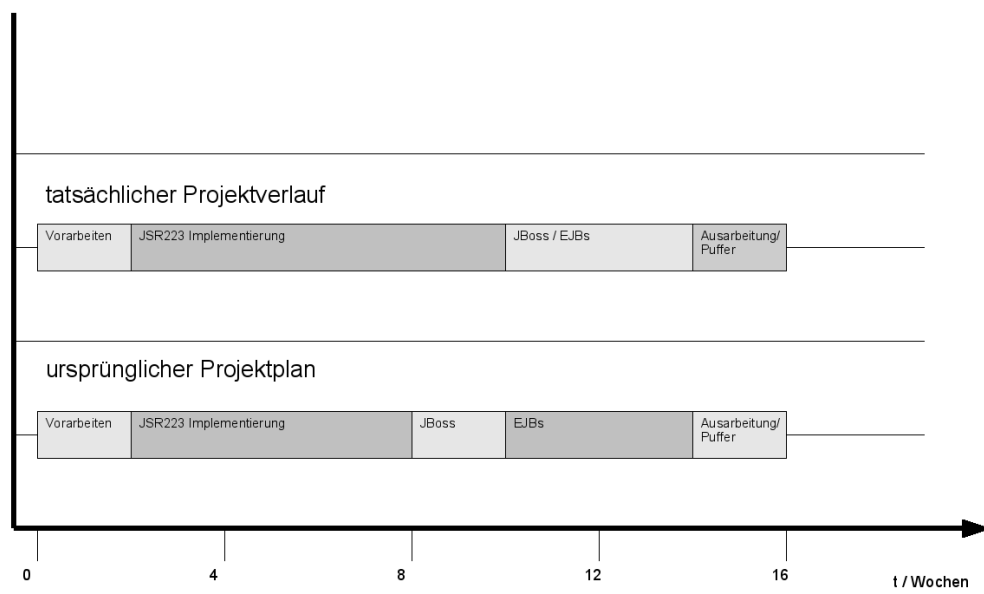 tatsächlicher Projektverlauf
Vorarbeiten
JSR223 Implementierung
JBoss / EJBs
Ausarbeitung/
Puffer
ursprünglicher Projektplan
Vorarbeiten
JSR223 Implementierung
JBoss
EJBs
Ausarbeitung/
Puffer
0
4
8
12
16
t / Wochen